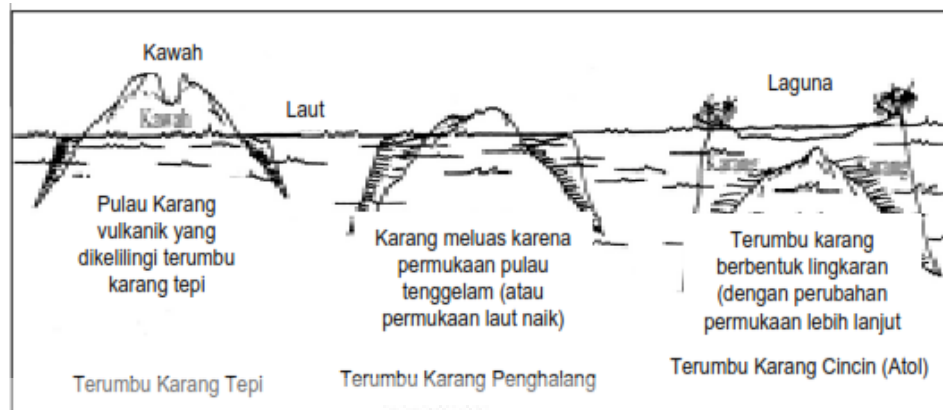 Kawah
Kawah
Laut
Pulau Karang
vulkanik yang
dikelilingi terumbu
karang tepi
Terumbu Karang Tepi
Karang meluas karena
permukaan pulau
tenggelam (atau
permukaan laut naik)
Terumbu Karang Penghalang
Laguna
Karang
Karang
Terumbu karang
berbentuk lingkaran
(dengan perubahan
permukaan lebih lanjut
Terumbu Karang Cincin (Atol)